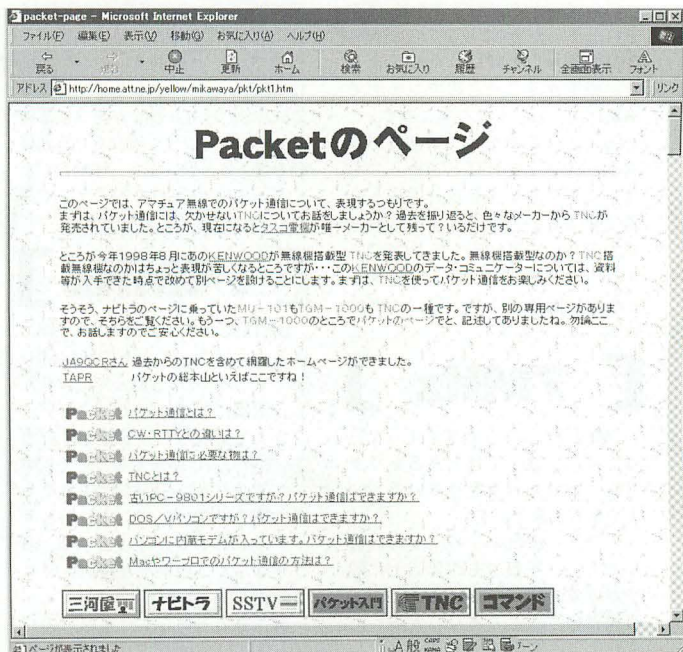 packet-page - Microsoft Internet Explorer
ファイル(F) 編集(E) 表示(V) 移動(G) お気に入り(A) ヘルプ(H)
戻る 中止 更新 ホーム 検索 お気に入り 履歴 チャンネル 全画面表示 フォント
アドレス http://home.att.ne.jp/yellow/mikawaya/pkt/pkt1.htm リンク
Packetのページ
このページでは、アマチュア無線でのパケット通信について、表現するつもりです。
まずは、パケット通信には、欠かせないTNCについてお話をしましょうか？過去を振り返ると、色々なメーカーから TNCが
発売されていました。ところが、現在になるとタスコ電機が唯一メーカーとして残って？いるだけです。
ところが今年1998年8月にあのKENWOODが無線機搭載型 TNCを発表してきました。無線機搭載型なのか？TNC搭
載無線機なのかはちょっと表現が苦しくなるところですが・・・このKENWOODのデータ・コミュニケーターについては、資料
等が入手できた時点で改めて別ページを設けることにします。まずは、TNCを使ってパケット通信をお楽しみください。
そうそう、ナビトラのページに乗っていたMU-101もTGM-1000も TNCの一種です。ですが、別の専用ページがありま
すので、そちらをご覧ください。もう一つ、TGM-1000のところでパケットのページでと、記述してありましたね。勿論ここ
で、お話しますのでご安心ください。
JA9QCRさん 過去からのTNCを含めて網羅したホームページができました。
TAPR パケットの総本山といえばここですね！
Packet パケット通信とは？
Packet CW・RTTYとの違いは？
Packet パケット通信に必要な物は？
Packet TNCとは？
Packet 古いPC-9801シリーズですが？パケット通信はできますか？
Packet DOS/Vパソコンですが？パケット通信はできますか？
Packet パソコンに内蔵モデムが入っています。パケット通信はできますか？
Packet Macやワープロでのパケット通信の方法は？
三河屋 ナビトラ SSTV パケット入門 TNC コマンド
ページが表示されました A 般 CAPS KANA